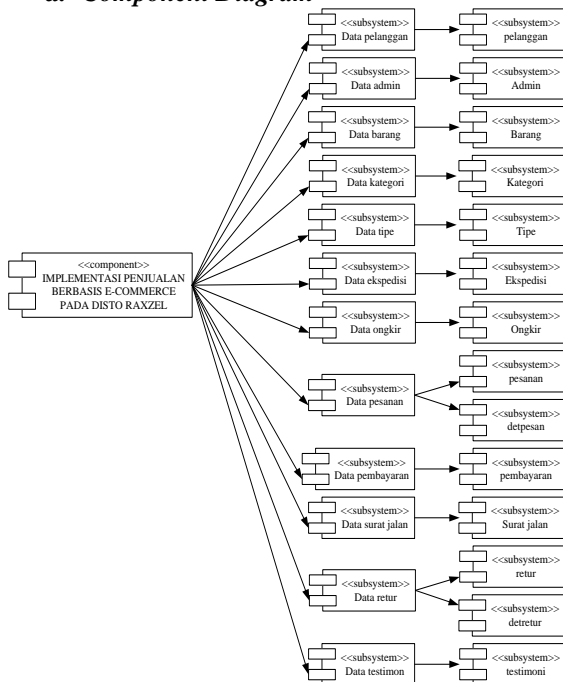 a. Component Diagram
<<subsystem>>
Data pelanggan
<<subsystem>>
pelanggan
<<subsystem>>
Data admin
<<subsystem>>
Admin
<<subsystem>>
Data barang
<<subsystem>>
Barang
<<subsystem>>
Data kategori
<<subsystem>>
Kategori
<<subsystem>>
Data tipe
<<subsystem>>
Tipe
<<component>>
IMPLEMENTASI PENJUALAN
BERBASIS E-COMMERCE
PADA DISTO RAXZEL
<<subsystem>>
Data ekspedisi
<<subsystem>>
Ekspedisi
<<subsystem>>
Data ongkir
<<subsystem>>
Ongkir
<<subsystem>>
Data pesanan
<<subsystem>>
pesanan
<<subsystem>>
detpesan
<<subsystem>>
Data pembayaran
<<subsystem>>
pembayaran
<<subsystem>>
Data surat jalan
<<subsystem>>
Surat jalan
<<subsystem>>
Data retur
<<subsystem>>
retur
<<subsystem>>
detretur
<<subsystem>>
Data testimon
<<subsystem>>
testimoni